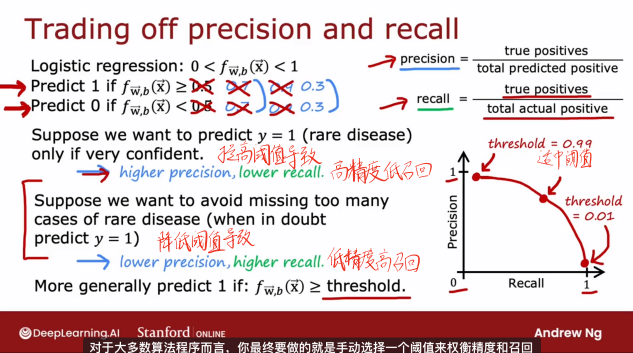 Trading off precision and recall
Logistic regression: 0 < f_{\vec{w},b}(\vec{x}) < 1
Predict 1 if f_{\vec{w},b}(\vec{x}) ≥ 0.5 0.7 0.9 0.3
Predict 0 if f_{\vec{w},b}(\vec{x}) < 0.5 0.7 0.9 0.3
precision = true positives / total predicted positive
recall = true positives / total actual positive
Suppose we want to predict y = 1 (rare disease)
only if very confident. 提高阈值导致
higher precision, lower recall. 高精度低召回
Suppose we want to avoid missing too many
cases of rare disease (when in doubt
predict y = 1) 降低阈值导致
lower precision, higher recall. 低精度高召回
More generally predict 1 if: f_{\vec{w},b}(\vec{x}) ≥ threshold.
threshold = 0.99
适中阈值
threshold
= 0.01
1
Precision
0
Recall
1
DeepLearning.AI Stanford ONLINE Andrew Ng
对于大多数算法程序而言，你最终要做的就是手动选择一个阈值来权衡精度和召回